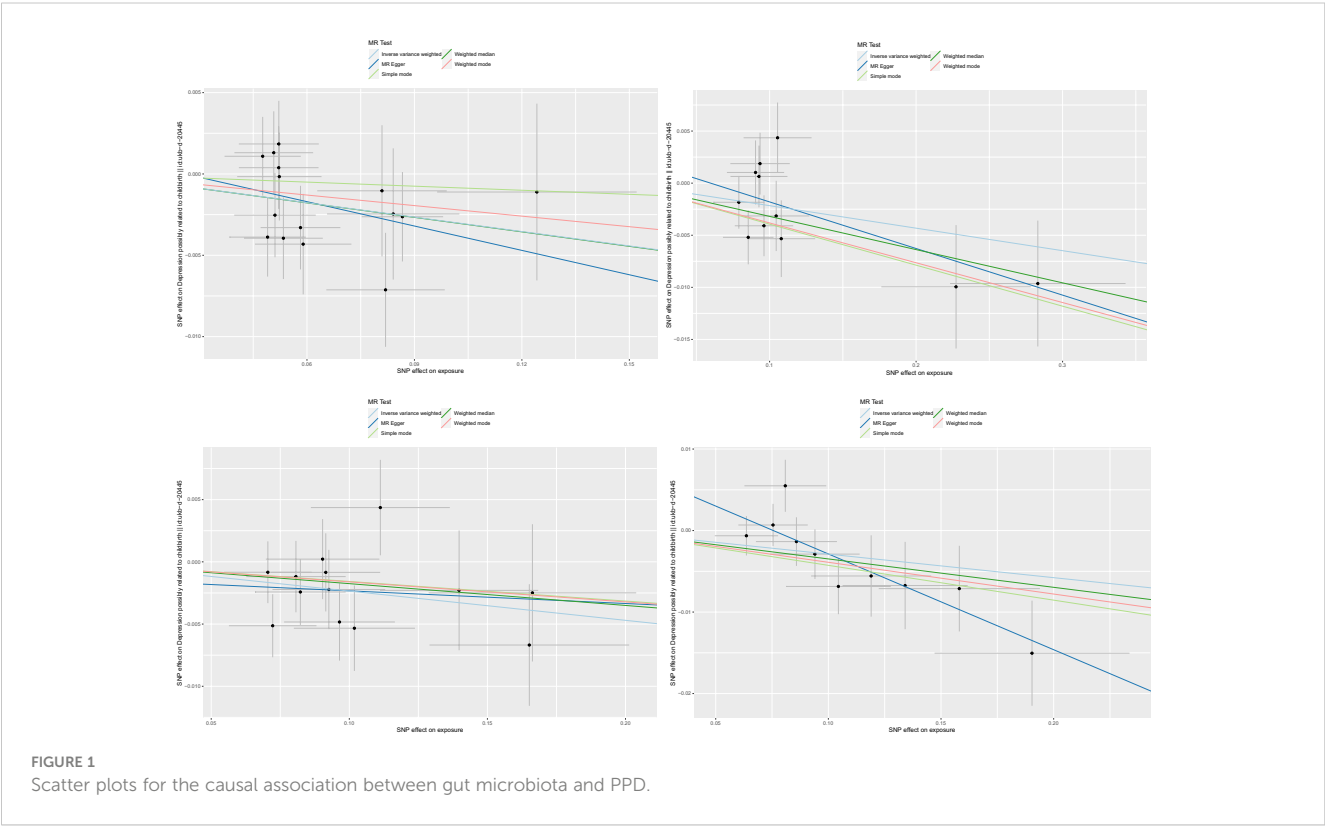 MR Test
Inverse variance weighted Weighted median
MR Egger Weighted mode
Simple mode
SNP effect on Depression possibly related to childbirth || id:ukb-d-20445
0.005
0.000
−0.005
−0.010
0.06 0.09 0.12 0.15
SNP effect on exposure
MR Test
Inverse variance weighted Weighted median
MR Egger Weighted mode
Simple mode
SNP effect on Depression possibly related to childbirth || id:ukb-d-20445
0.005
0.000
−0.005
−0.010
−0.015
0.1 0.2 0.3
SNP effect on exposure
MR Test
Inverse variance weighted Weighted median
MR Egger Weighted mode
Simple mode
SNP effect on Depression possibly related to childbirth || id:ukb-d-20445
0.005
0.000
−0.005
−0.010
0.05 0.10 0.15 0.20
SNP effect on exposure
MR Test
Inverse variance weighted Weighted median
MR Egger Weighted mode
Simple mode
SNP effect on Depression possibly related to childbirth || id:ukb-d-20445
0.01
0.00
−0.01
−0.02
0.05 0.10 0.15 0.20
SNP effect on exposure
FIGURE 1
Scatter plots for the causal association between gut microbiota and PPD.